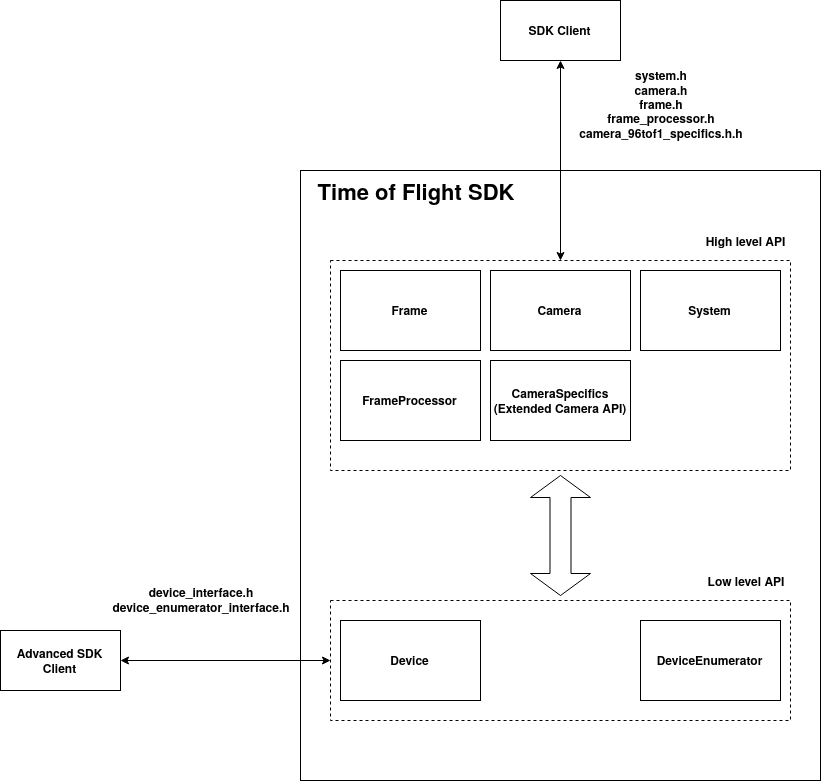 SDK Client
system.h
camera.h
frame.h
frame_processor.h
camera_96tof1_specifics.h.h
Time of Flight SDK
High level API
Frame
Camera
System
FrameProcessor
CameraSpecifics
(Extended Camera API)
Low level API
device_interface.h
device_enumerator_interface.h
Advanced SDK
Client
Device
DeviceEnumerator